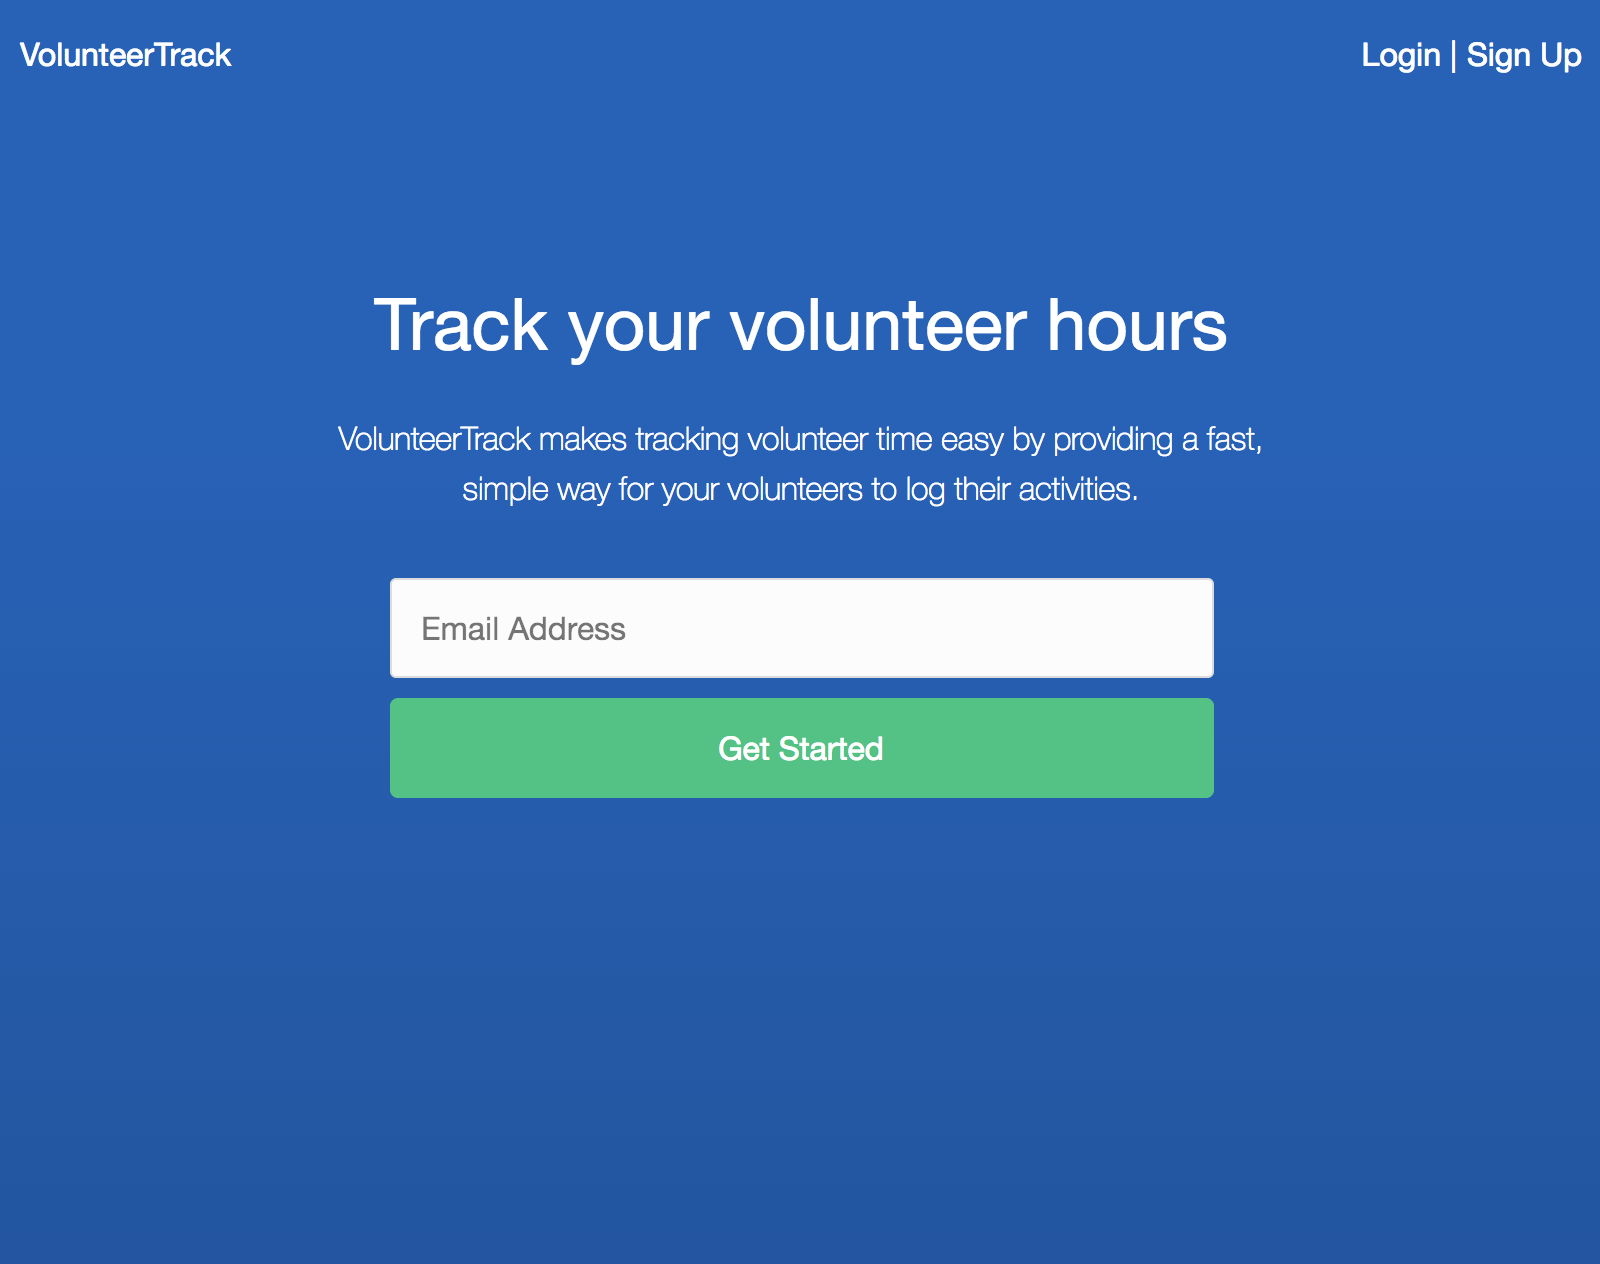 VolunteerTrack
Login | Sign Up
Track your volunteer hours
VolunteerTrack makes tracking volunteer time easy by providing a fast,
simple way for your volunteers to log their activities.
Email Address
Get Started